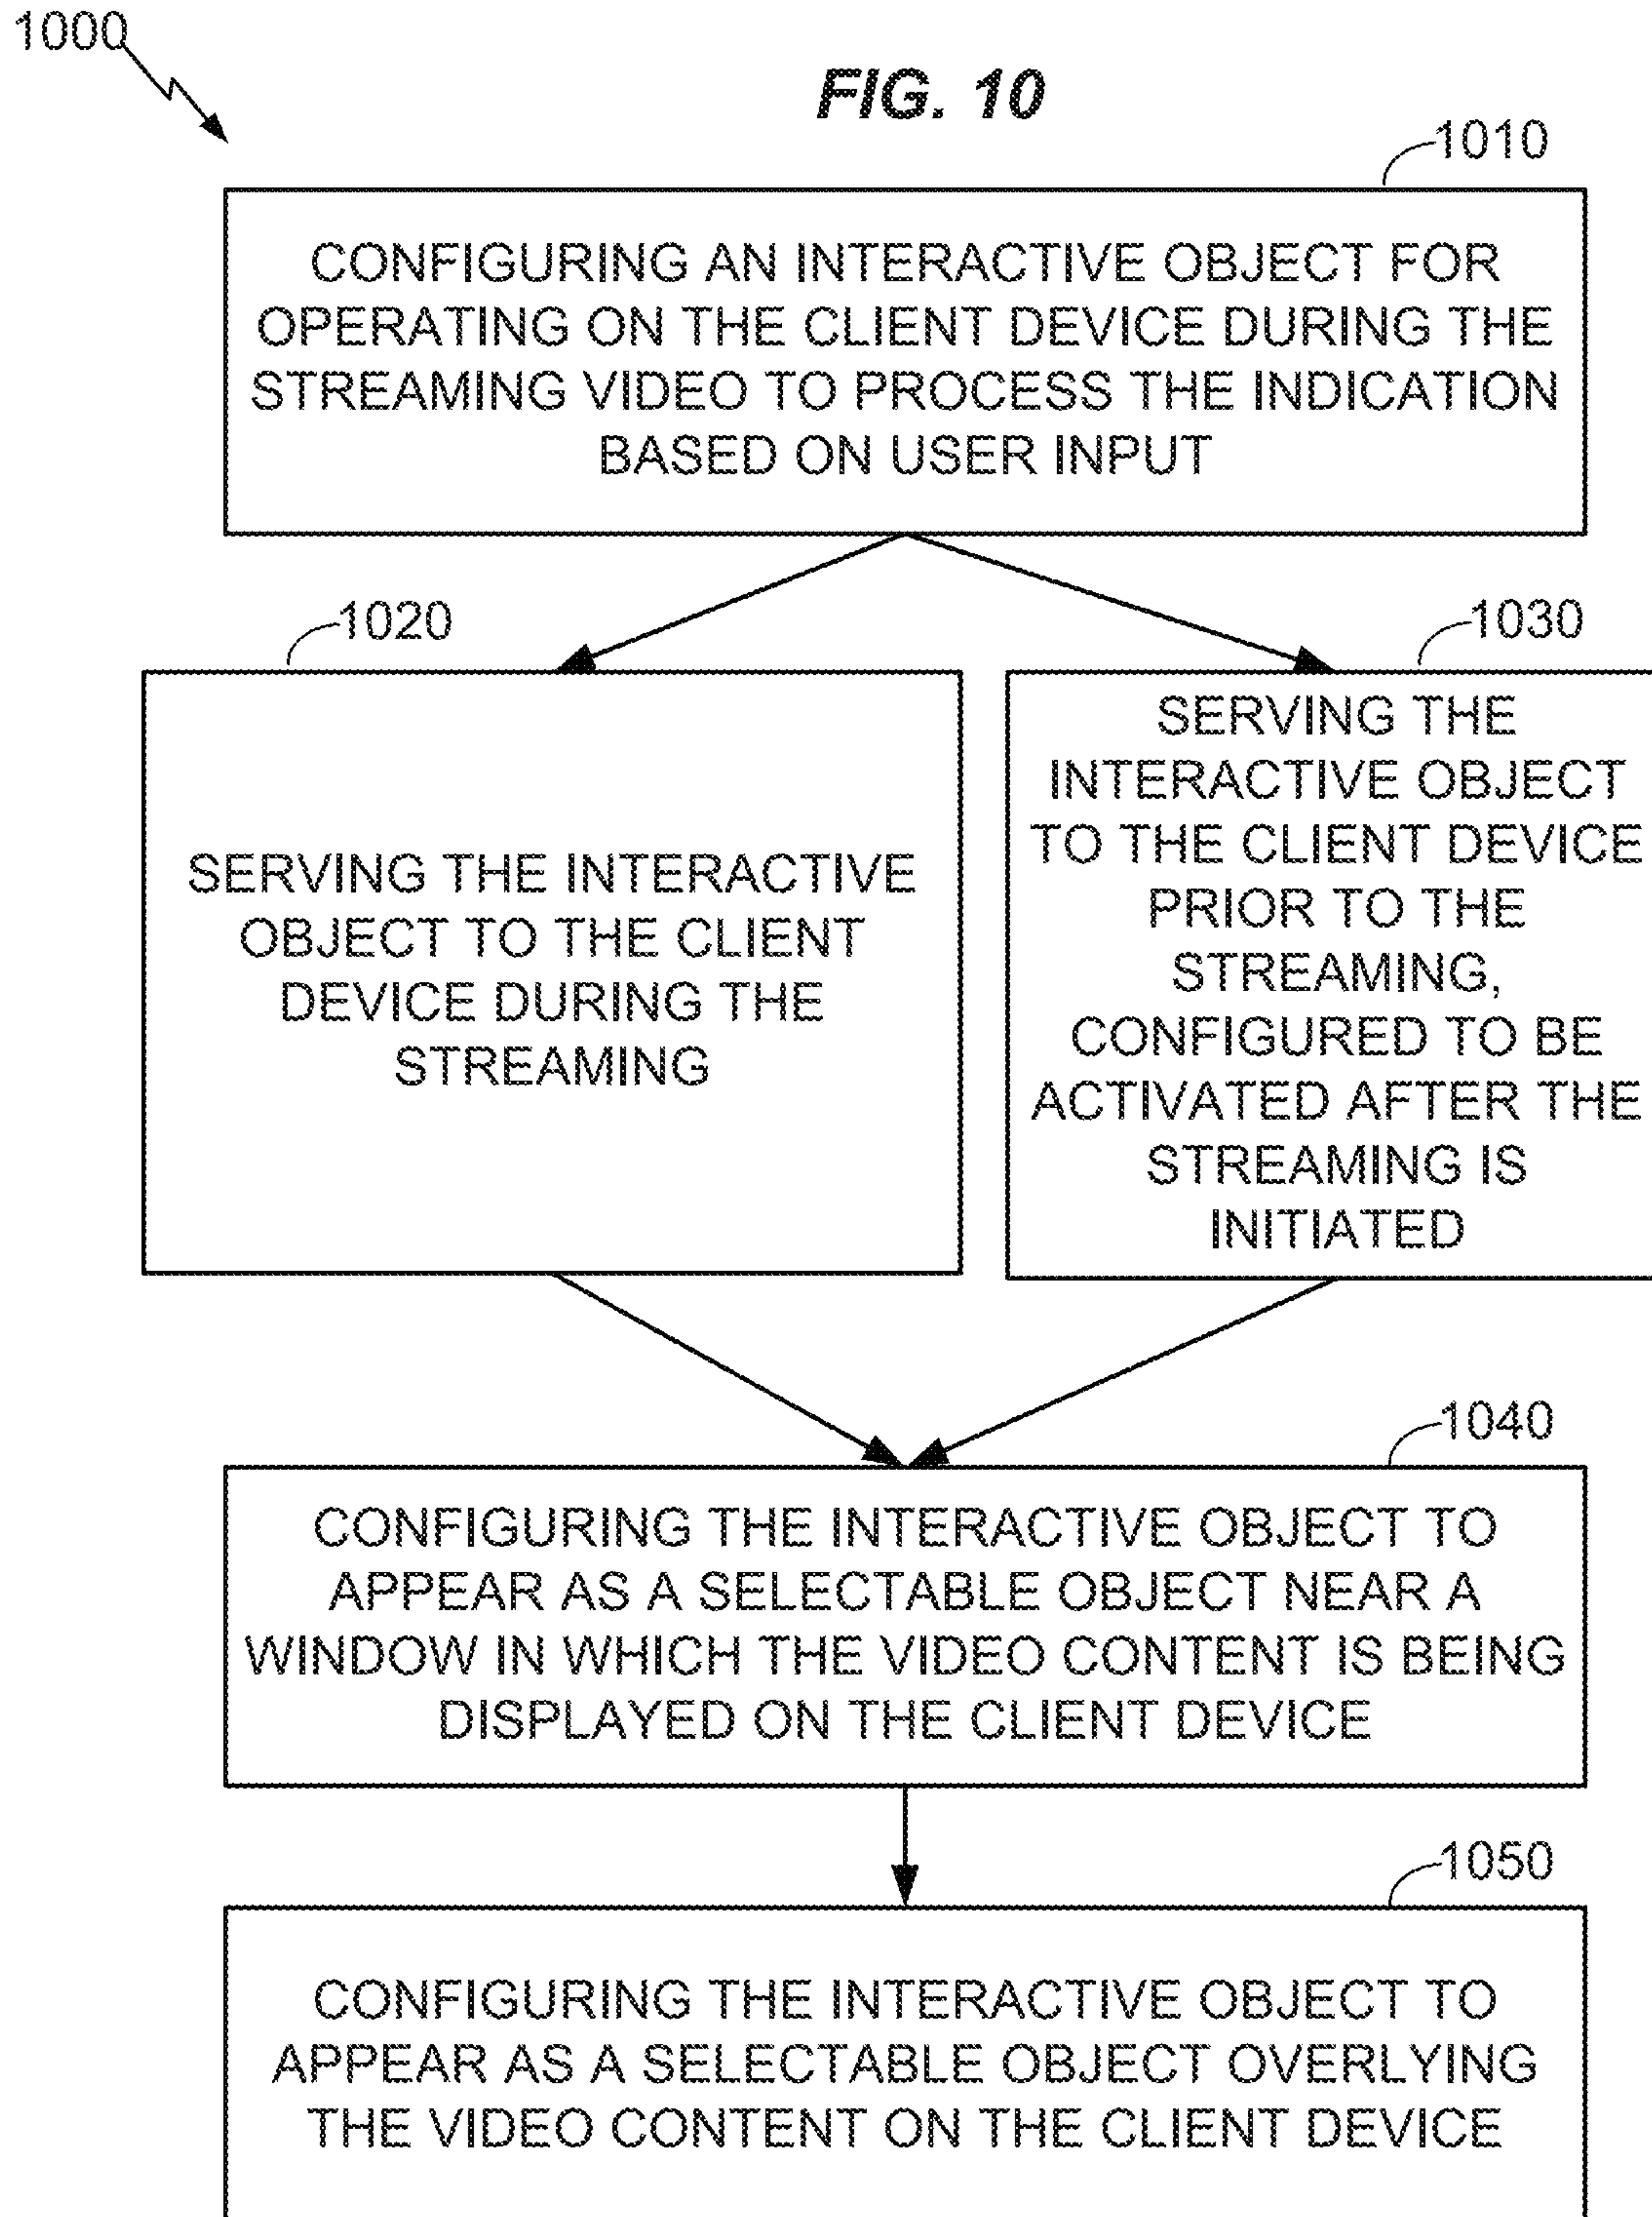 1000
FIG. 10
1010
CONFIGURING AN INTERACTIVE OBJECT FOR
OPERATING ON THE CLIENT DEVICE DURING THE
STREAMING VIDEO TO PROCESS THE INDICATION
BASED ON USER INPUT
1020
SERVING THE INTERACTIVE
OBJECT TO THE CLIENT
DEVICE DURING THE
STREAMING
1030
SERVING THE
INTERACTIVE OBJECT
TO THE CLIENT DEVICE
PRIOR TO THE
STREAMING,
CONFIGURED TO BE
ACTIVATED AFTER THE
STREAMING IS
INITIATED
1040
CONFIGURING THE INTERACTIVE OBJECT TO
APPEAR AS A SELECTABLE OBJECT NEAR A
WINDOW IN WHICH THE VIDEO CONTENT IS BEING
DISPLAYED ON THE CLIENT DEVICE
1050
CONFIGURING THE INTERACTIVE OBJECT TO
APPEAR AS A SELECTABLE OBJECT OVERLYING
THE VIDEO CONTENT ON THE CLIENT DEVICE